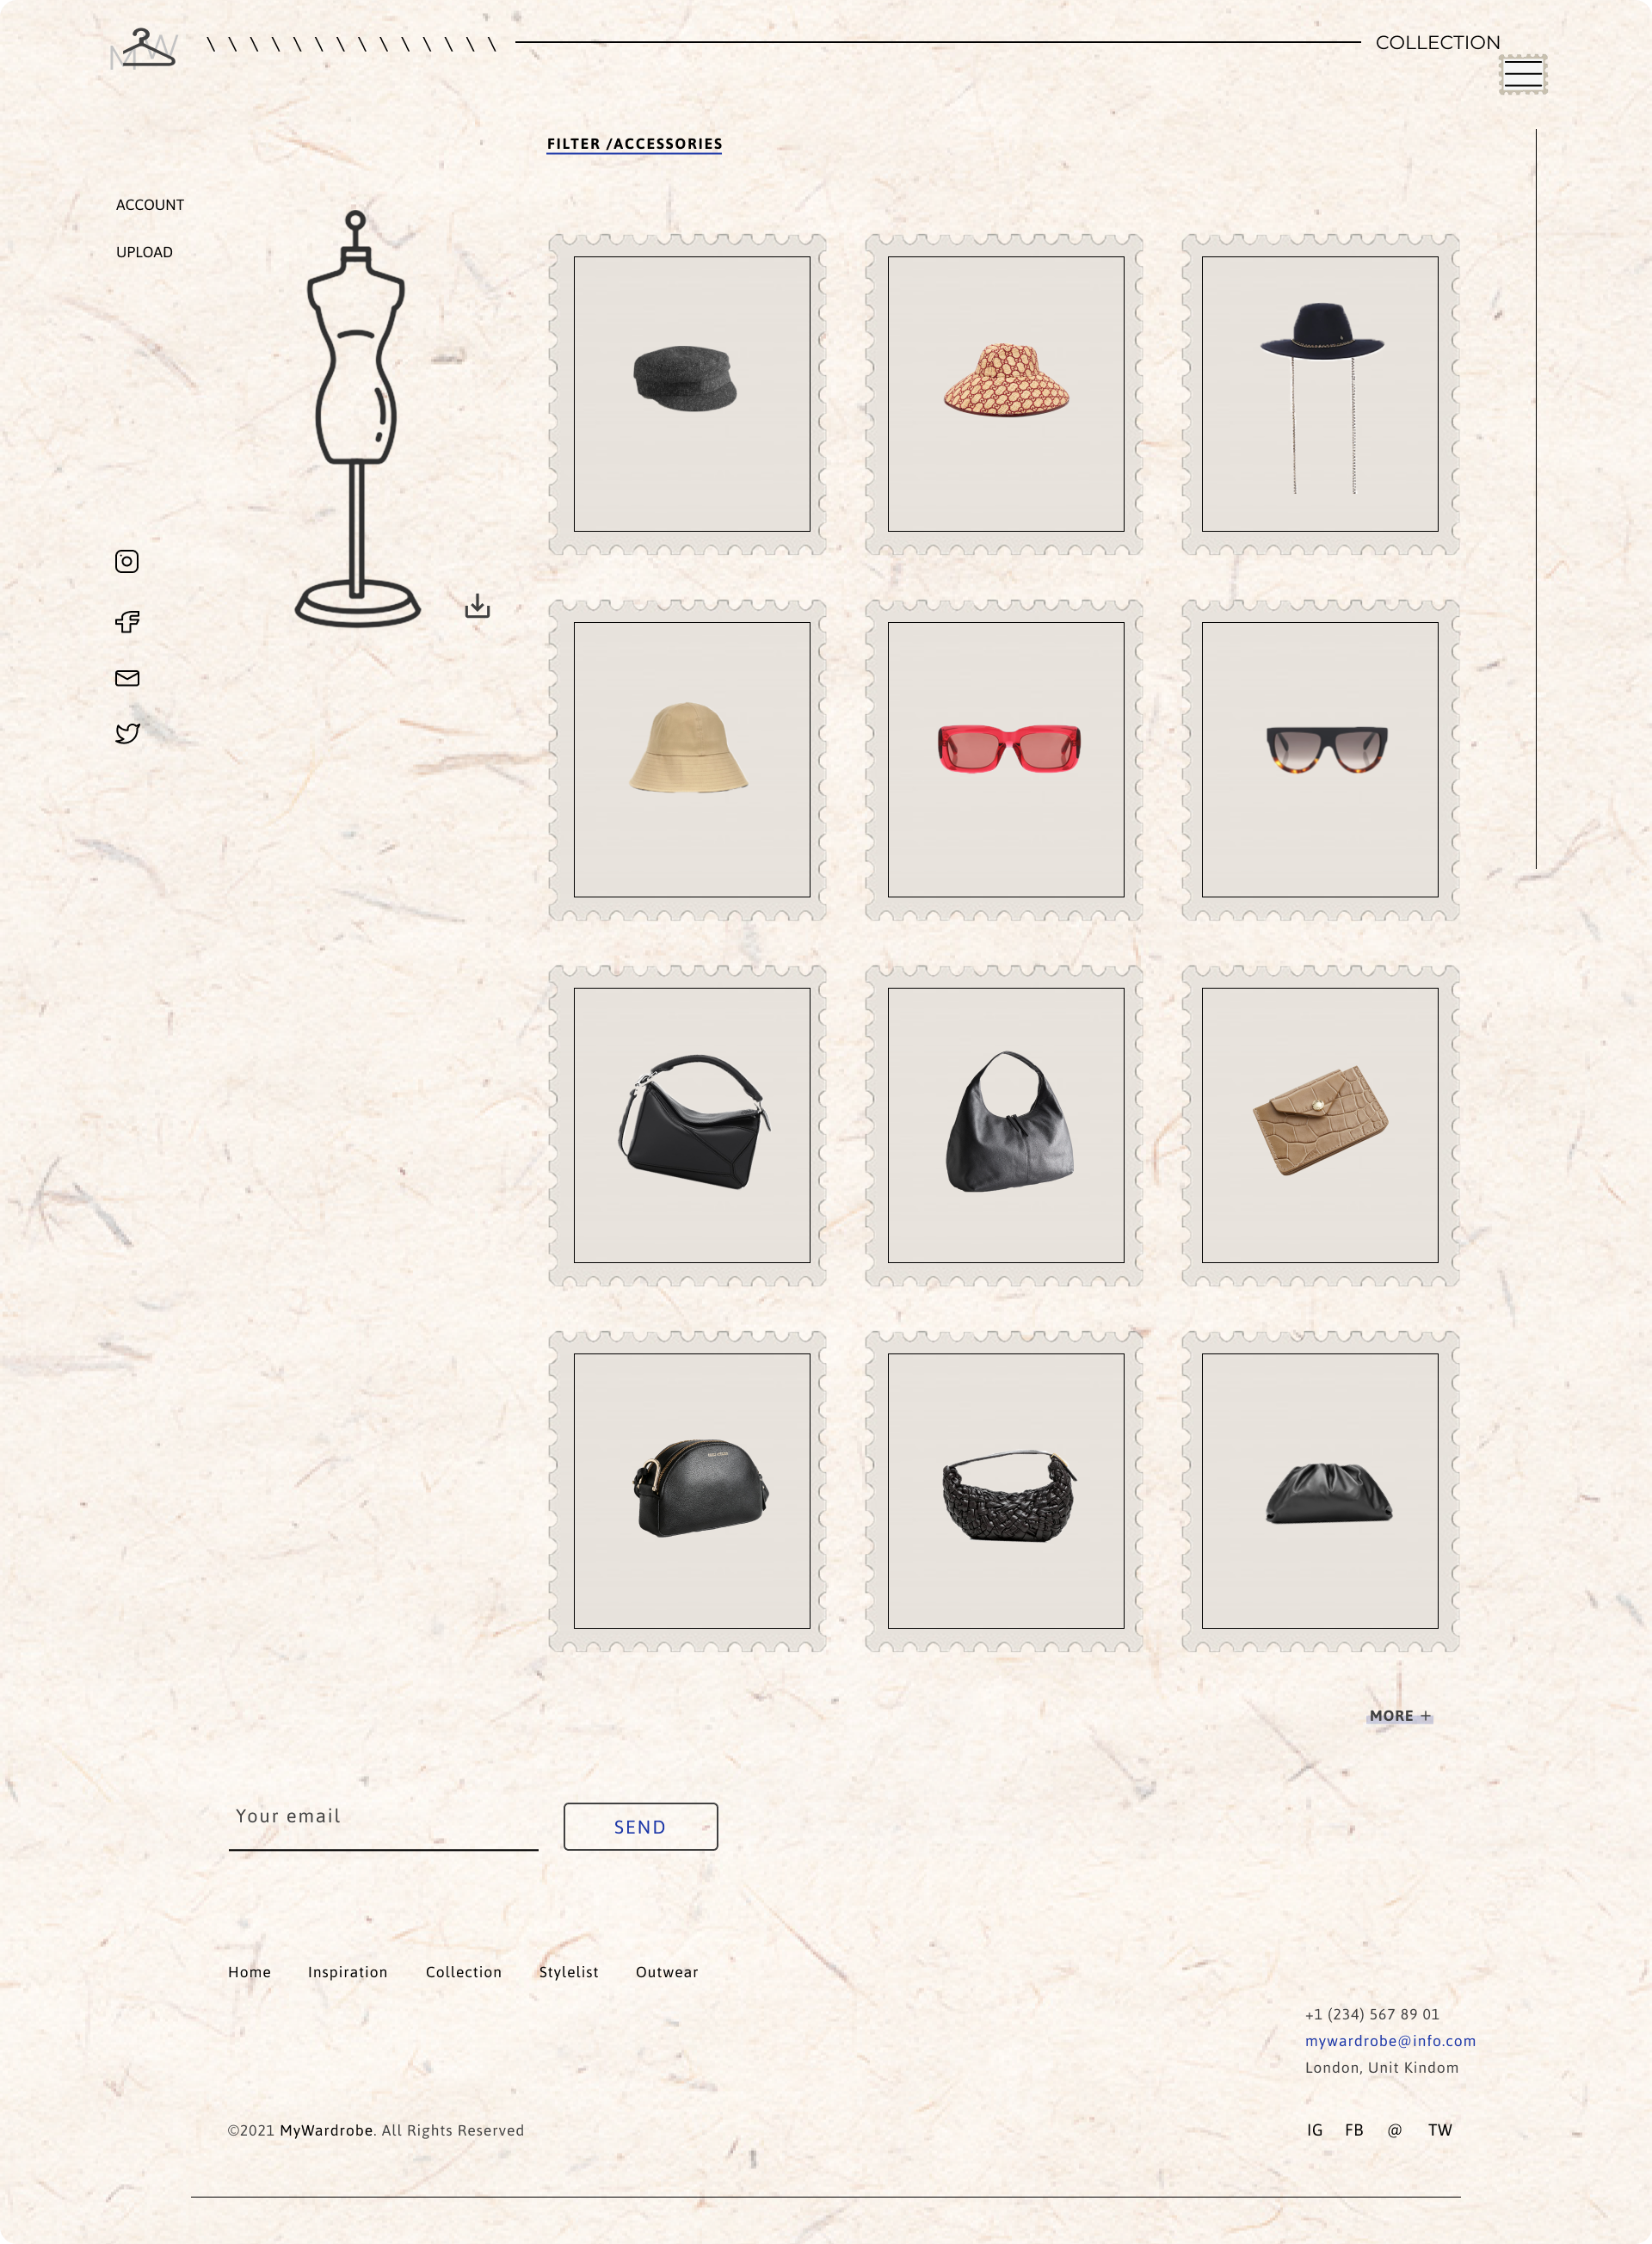 MW
COLLECTION
FILTER /ACCESSORIES
ACCOUNT
UPLOAD
MORE +
Your email
SEND
Home Inspiration Collection Stylelist Outwear
+1 (234) 567 89 01
mywardrobe@info.com
London, Unit Kindom
©2021 MyWardrobe. All Rights Reserved
IG FB @ TW